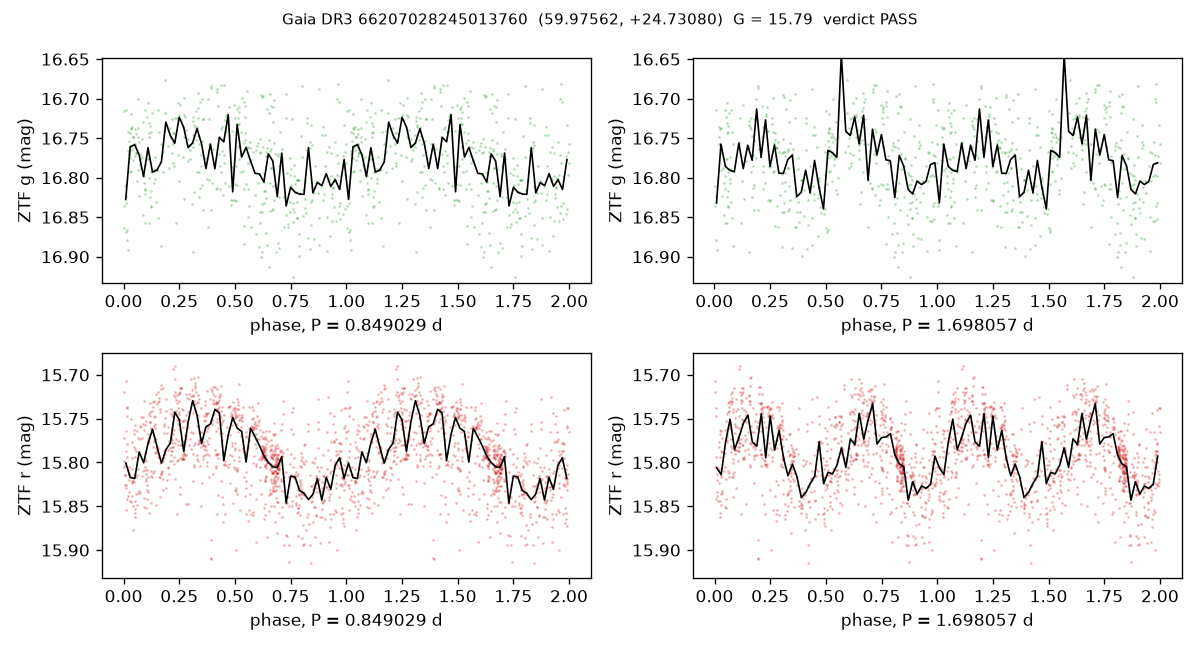 Gaia DR3 66207028245013760 (59.97562, +24.73080) G = 15.79 verdict PASS
16.65
16.70
16.75
16.80
16.85
16.90
ZTF g (mag)
0.00 0.25 0.50 0.75 1.00 1.25 1.50 1.75 2.00
phase, P = 0.849029 d
16.65
16.70
16.75
16.80
16.85
16.90
ZTF g (mag)
0.00 0.25 0.50 0.75 1.00 1.25 1.50 1.75 2.00
phase, P = 1.698057 d
15.70
15.75
15.80
15.85
15.90
ZTF r (mag)
0.00 0.25 0.50 0.75 1.00 1.25 1.50 1.75 2.00
phase, P = 0.849029 d
15.70
15.75
15.80
15.85
15.90
ZTF r (mag)
0.00 0.25 0.50 0.75 1.00 1.25 1.50 1.75 2.00
phase, P = 1.698057 d